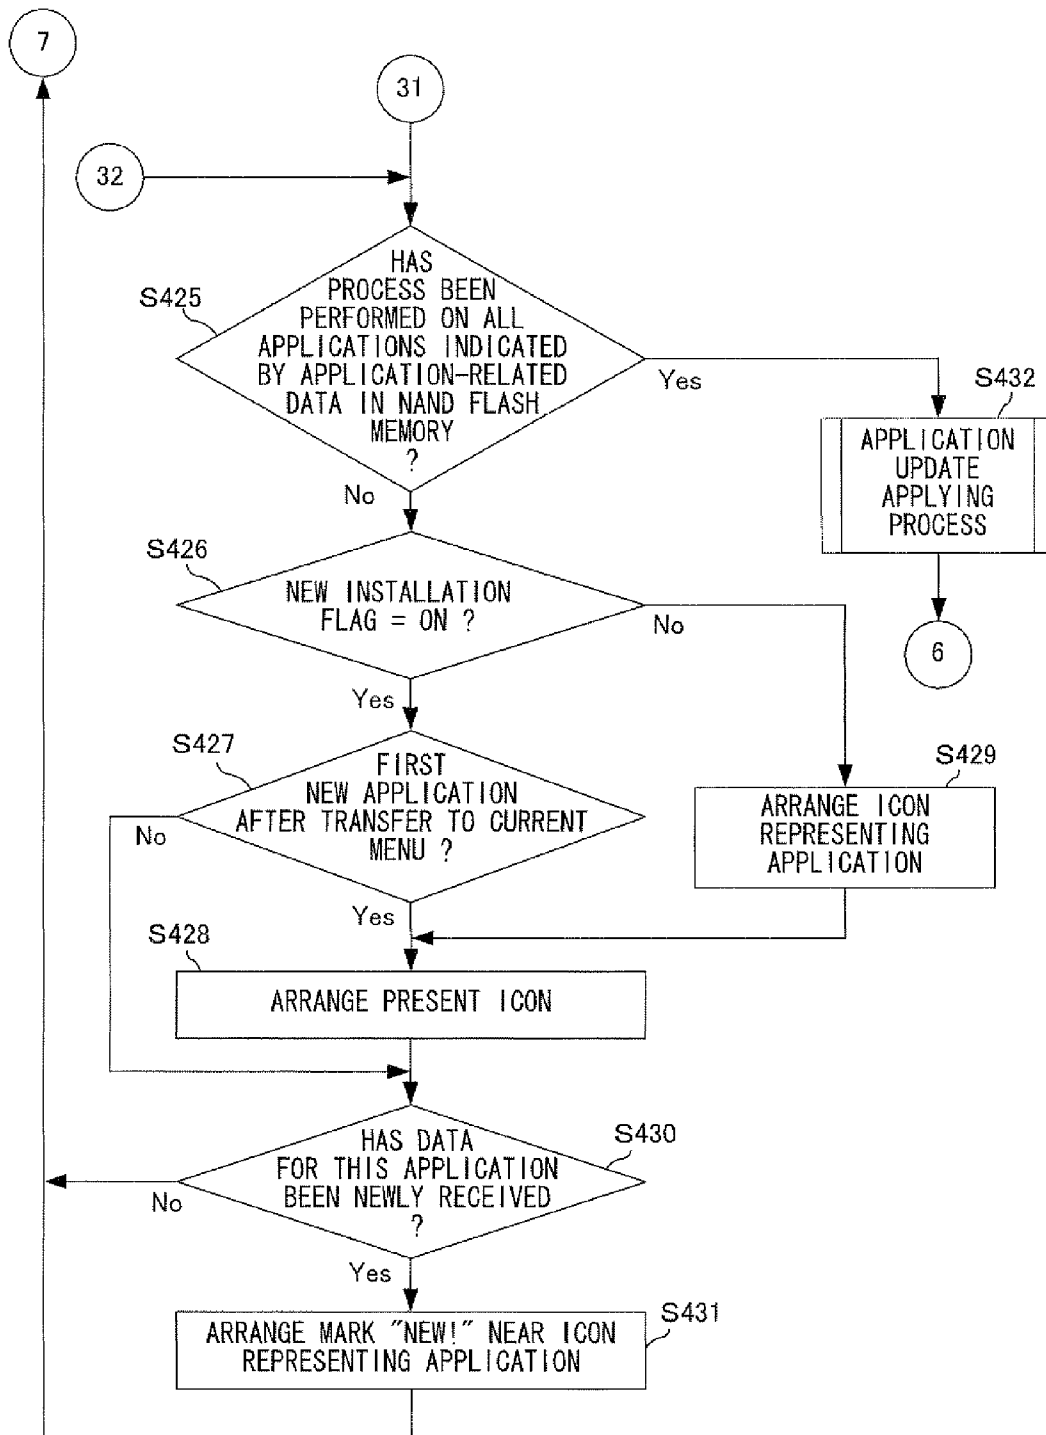 7
31
32
S425
HAS
PROCESS BEEN
PERFORMED ON ALL
APPLICATIONS INDICATED
BY APPLICATION-RELATED
DATA IN NAND FLASH
MEMORY
?
Yes
No
S432
APPLICATION
UPDATE
APPLYING
PROCESS
6
S426
NEW INSTALLATION
FLAG = ON ?
No
Yes
S427
FIRST
NEW APPLICATION
AFTER TRANSFER TO CURRENT
MENU ?
No
Yes
S429
ARRANGE ICON
REPRESENTING
APPLICATION
S428
ARRANGE PRESENT ICON
S430
HAS DATA
FOR THIS APPLICATION
BEEN NEWLY RECEIVED
?
No
Yes
S431
ARRANGE MARK "NEW!" NEAR ICON
REPRESENTING APPLICATION